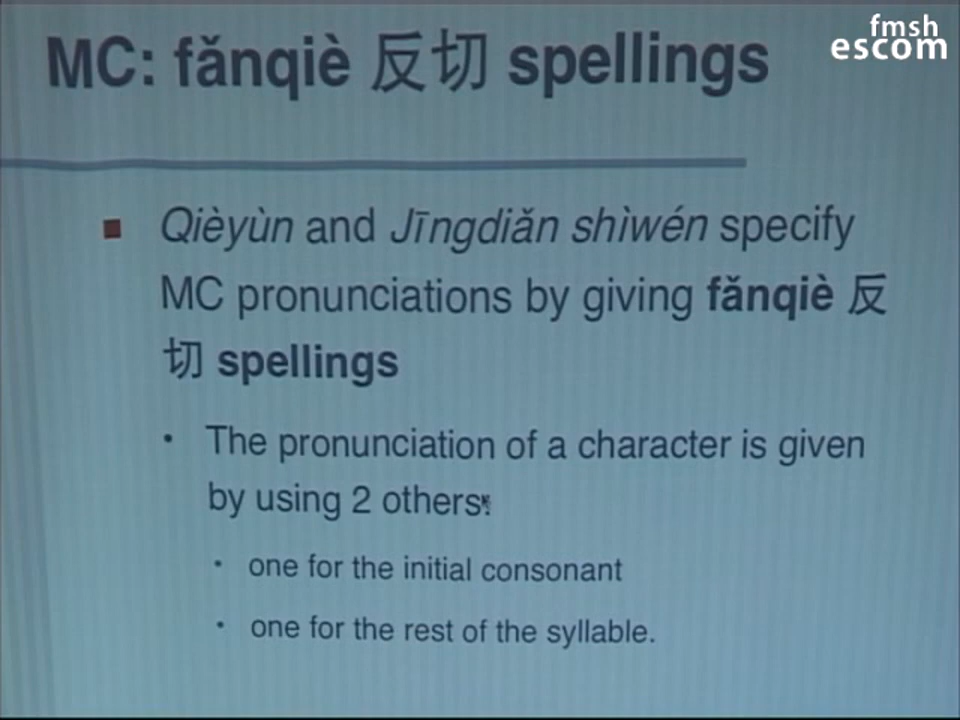 fmsh
escom
MC: fǎnqiè 反切 spellings
Qièyùn and Jīngdiǎn shìwén specify
MC pronunciations by giving fǎnqiè 反
切 spellings
• The pronunciation of a character is given
by using 2 others:
• one for the initial consonant
• one for the rest of the syllable.